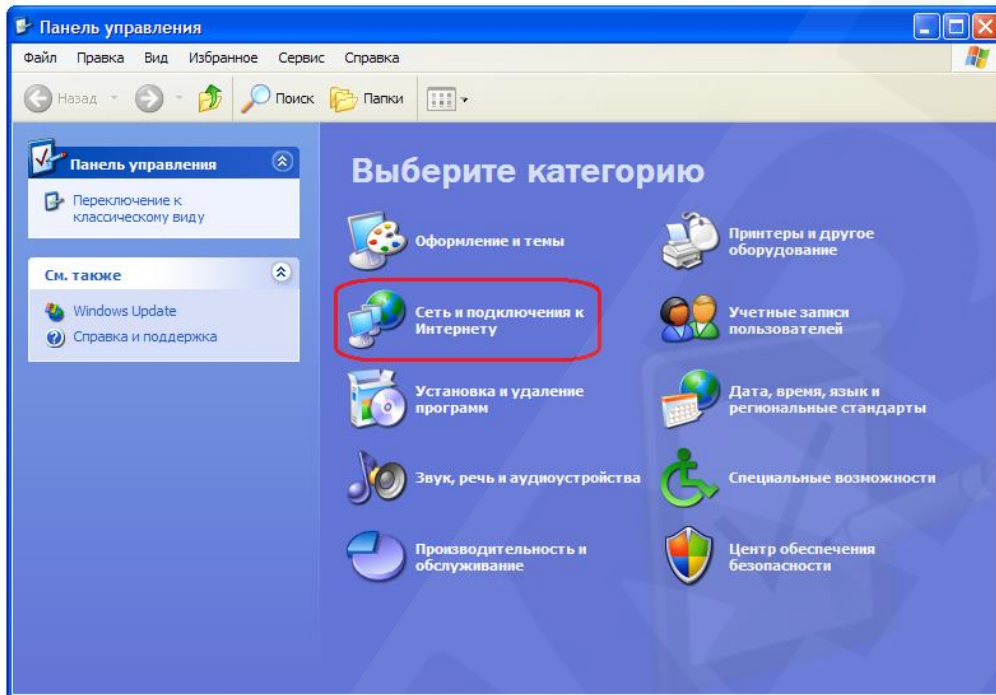 Панель управления
Файл Правка Вид Избранное Сервис Справка
Назад Поиск Папки
Панель управления
Переключение к
классическому виду
См. также
Windows Update
Справка и поддержка
Выберите категорию
Оформление и темы
Принтеры и другое
оборудование
Сеть и подключения к
Интернету
Учетные записи
пользователей
Установка и удаление
программ
Дата, время, язык и
региональные стандарты
Звук, речь и аудиоустройства
Специальные возможности
Производительность и
обслуживание
Центр обеспечения
безопасности